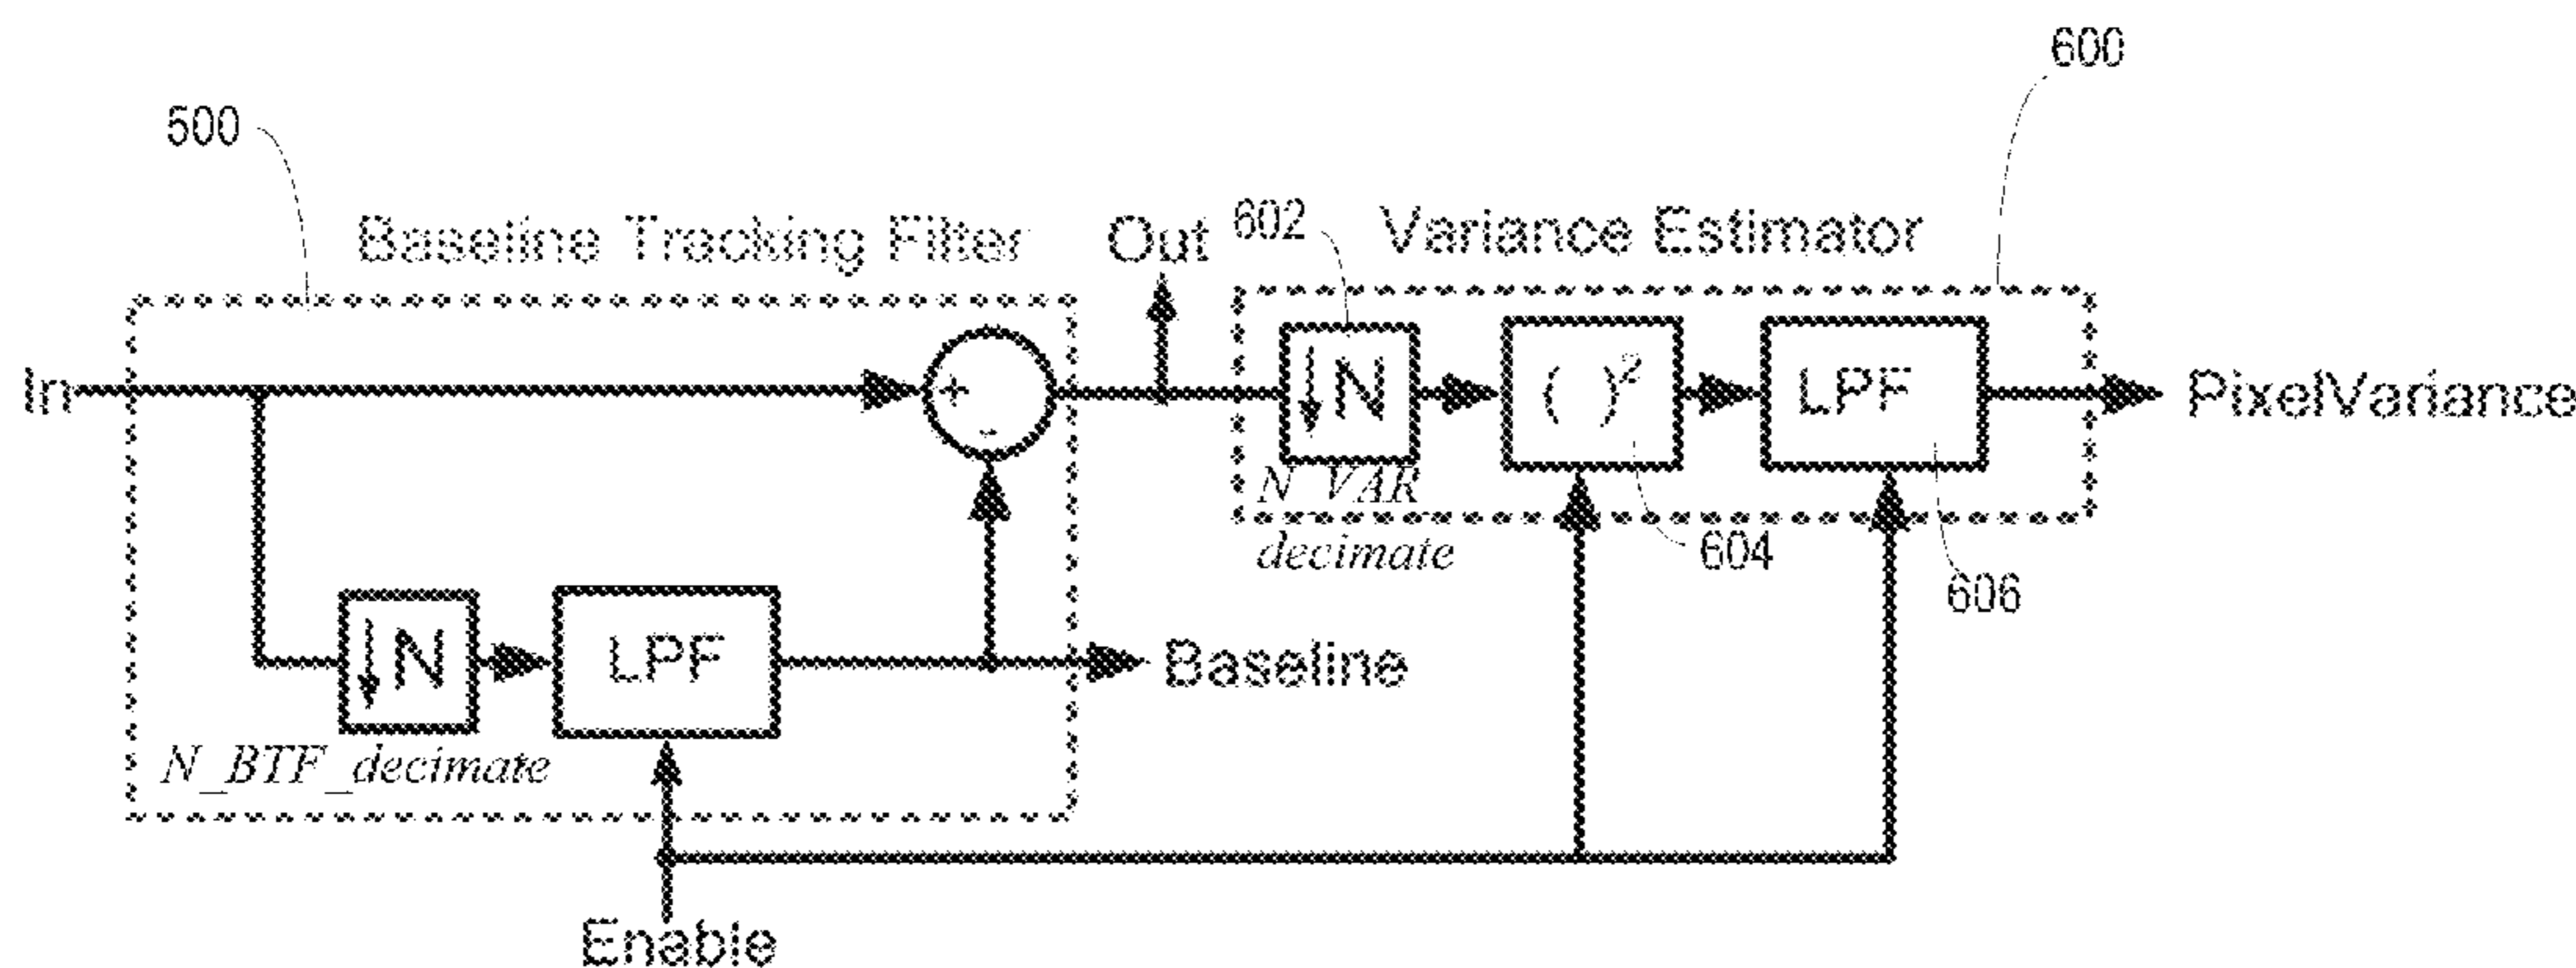 600
500
Baseline Tracking Filter
Out
602
Variance Estimator
In
+
-
↓N
( )²
LPF
PixelVariance
N_VAR
decimate
604
606
↓N
LPF
Baseline
N_BTF_decimate
Enable